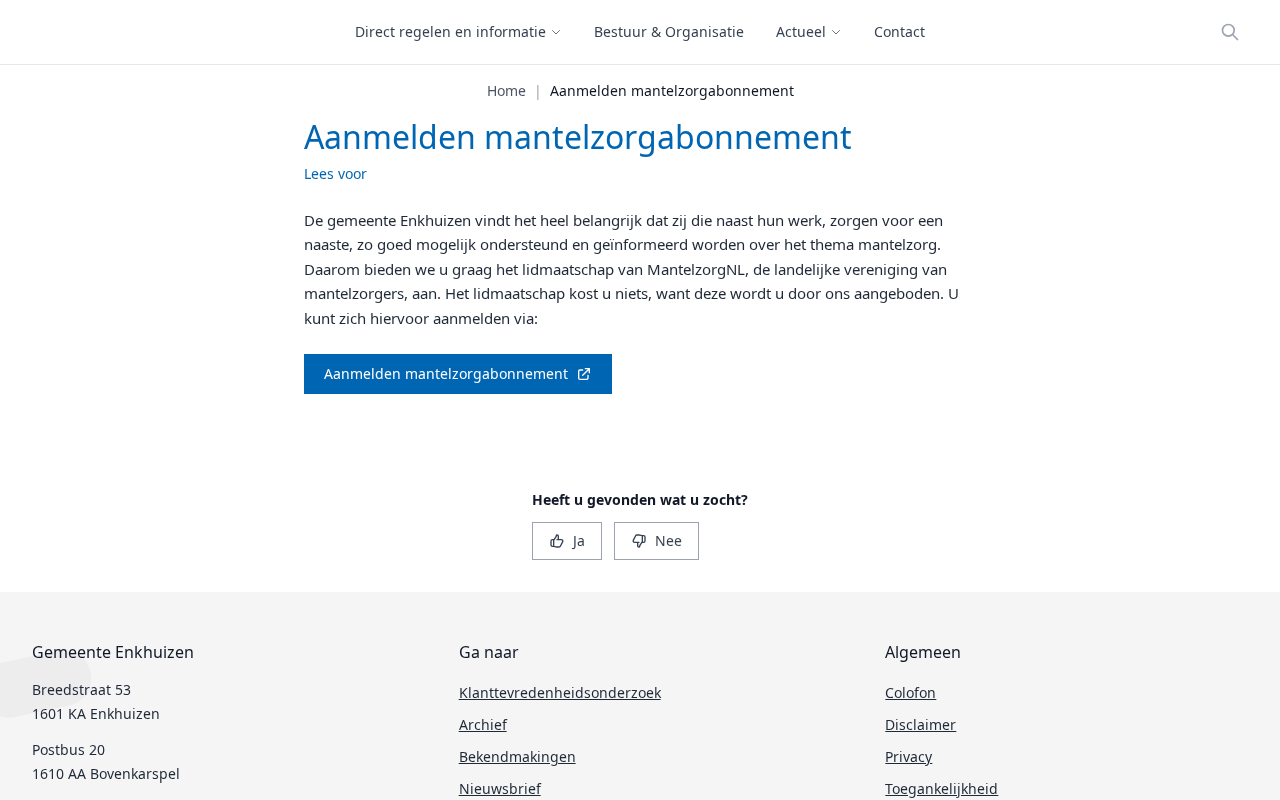 Direct regelen en informatie
Bestuur & Organisatie
Actueel
Contact
Home | Aanmelden mantelzorgabonnement
Aanmelden mantelzorgabonnement
Lees voor
De gemeente Enkhuizen vindt het heel belangrijk dat zij die naast hun werk, zorgen voor een
naaste, zo goed mogelijk ondersteund en geïnformeerd worden over het thema mantelzorg.
Daarom bieden we u graag het lidmaatschap van MantelzorgNL, de landelijke vereniging van
mantelzorgers, aan. Het lidmaatschap kost u niets, want deze wordt u door ons aangeboden. U
kunt zich hiervoor aanmelden via:
Aanmelden mantelzorgabonnement
Heeft u gevonden wat u zocht?
Ja
Nee
Gemeente Enkhuizen
Breedstraat 53
1601 KA Enkhuizen
Postbus 20
1610 AA Bovenkarspel
Ga naar
Klanttevredenheidsonderzoek
Archief
Bekendmakingen
Nieuwsbrief
Algemeen
Colofon
Disclaimer
Privacy
Toegankelijkheid